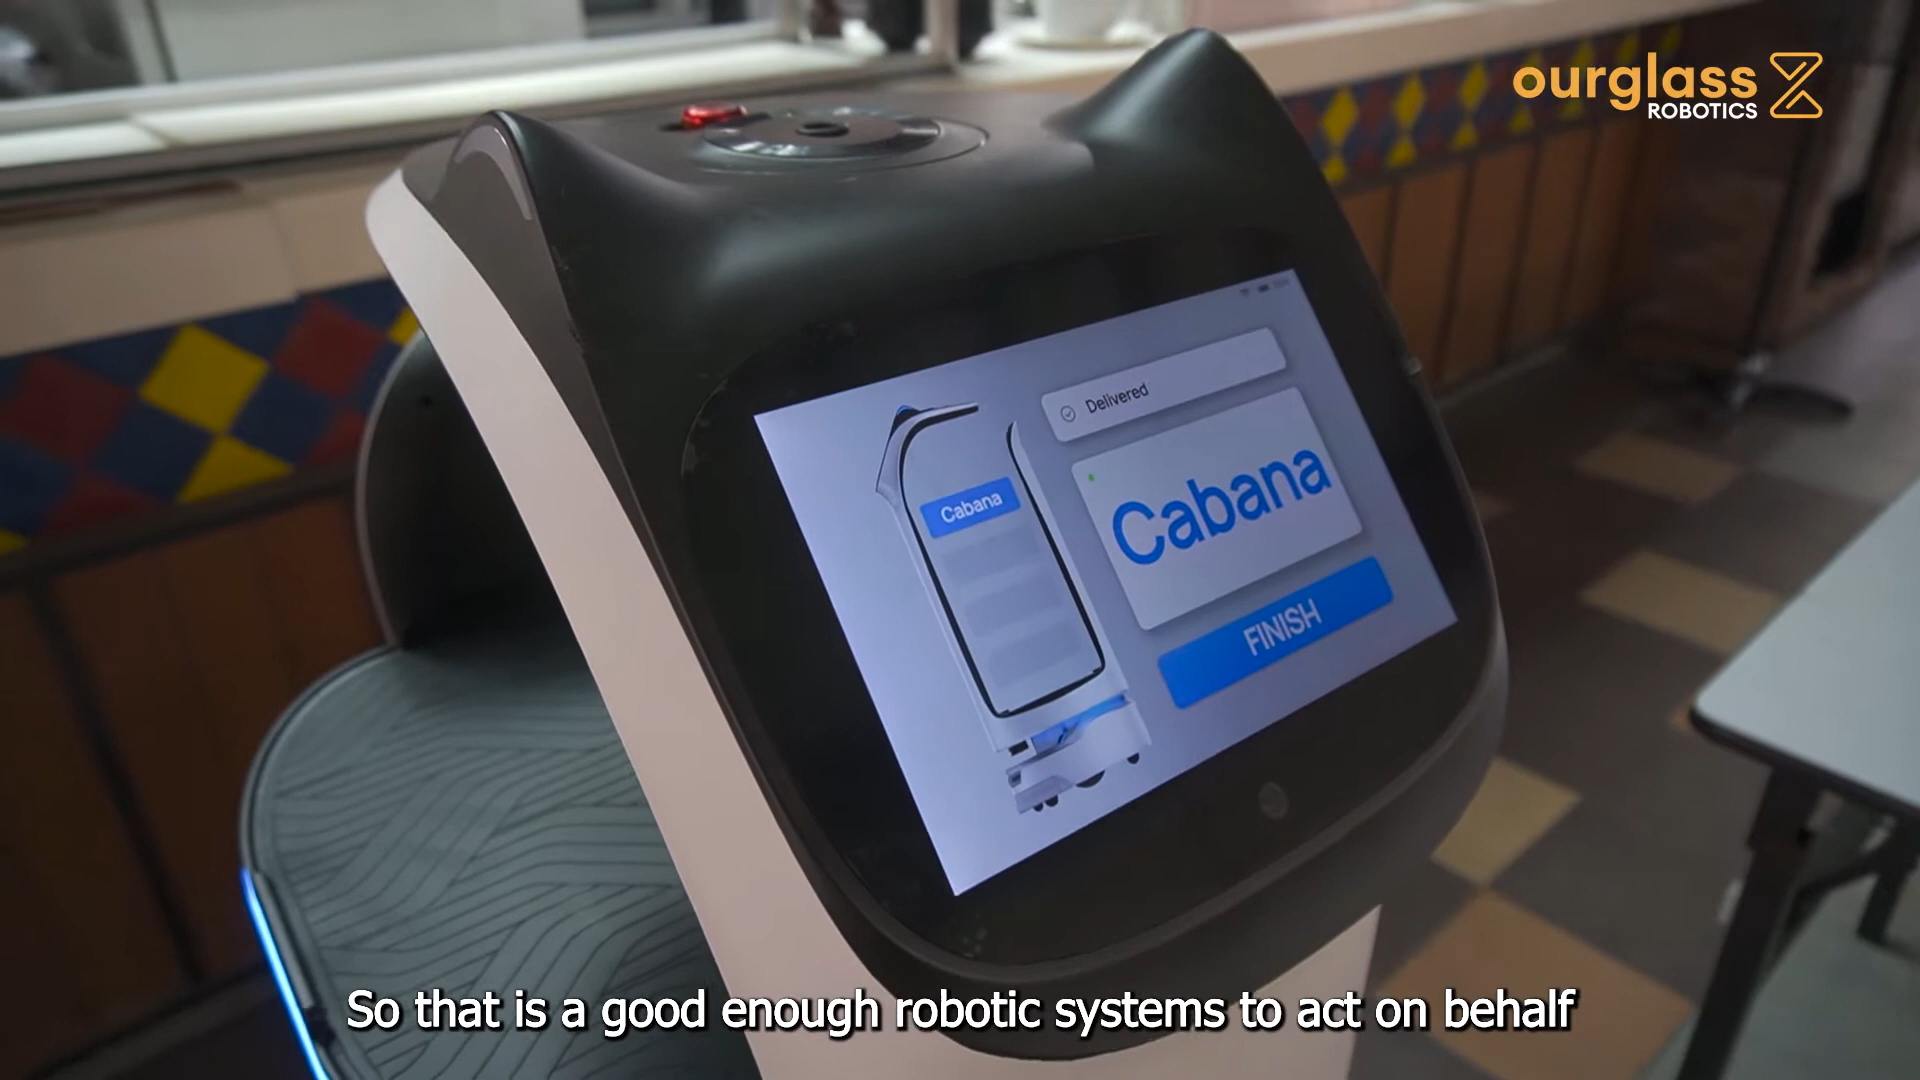 ourglass
ROBOTICS
Delivered
Cabana
Cabana
FINISH
So that is a good enough robotic systems to act on behalf